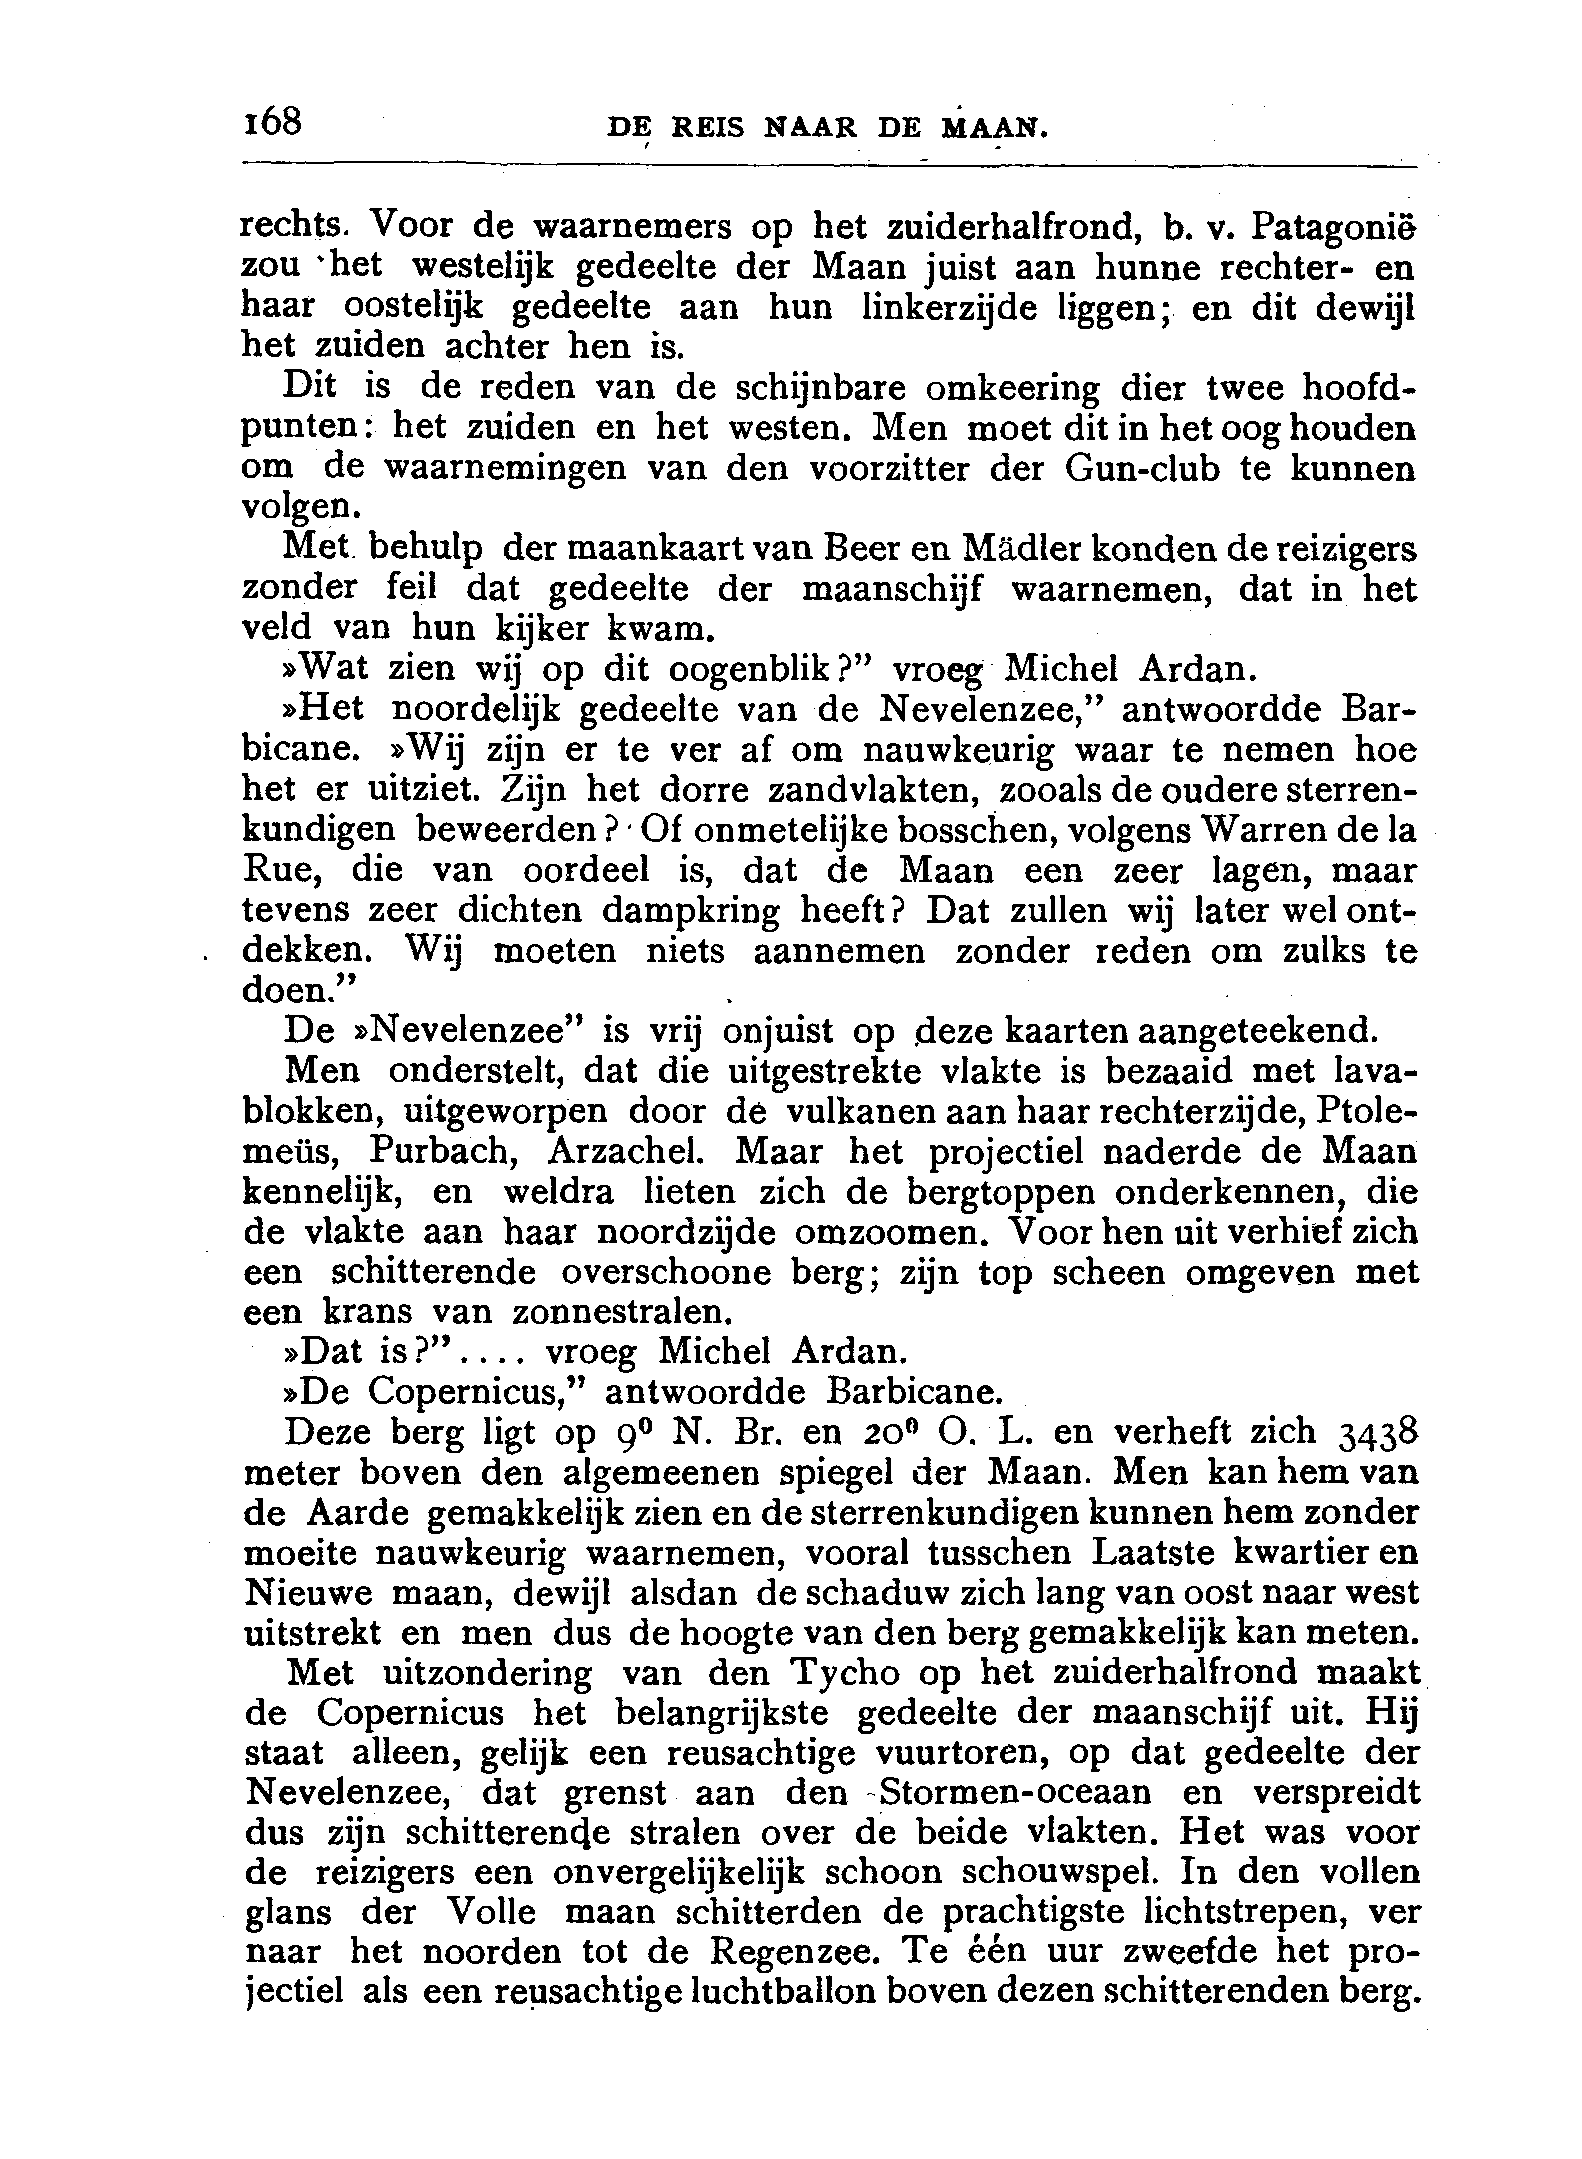 168 DE REIS NAAR DE MAAN.
rechts. Voor de waarnemers op het zuiderhalfrond, b. v. Patagonië
zou het westelijk gedeelte der Maan juist aan hunne rechter- en
haar oostelijk gedeelte aan hun linkerzijde liggen; en dit dewijl
het zuiden achter hen is.
Dit is de reden van de schijnbare omkeering dier twee hoofd-
punten: het zuiden en het westen. Men moet dit in het oog houden
om de waarnemingen van den voorzitter der Gun-club te kunnen
volgen.
Met behulp der maankaart van Beer en Mädler konden de reizigers
zonder feil dat gedeelte der maanschijf waarnemen, dat in het
veld van hun kijker kwam.
»Wat zien wij op dit oogenblik?” vroeg Michel Ardan.
»Het noordelijk gedeelte van de Nevelenzee,” antwoordde Bar-
bicane. »Wij zijn er te ver af om nauwkeurig waar te nemen hoe
het er uitziet. Zijn het dorre zandvlakten, zooals de oudere sterren-
kundigen beweerden? Of onmetelijke bosschen, volgens Warren de la
Rue, die van oordeel is, dat de Maan een zeer lagen, maar
tevens zeer dichten dampkring heeft? Dat zullen wij later wel ont-
dekken. Wij moeten niets aannemen zonder reden om zulks te
doen.”
De »Nevelenzee” is vrij onjuist op deze kaarten aangeteekend.
Men onderstelt, dat die uitgestrekte vlakte is bezaaid met lava-
blokken, uitgeworpen door de vulkanen aan haar rechterzijde, Ptole-
meüs, Purbach, Arzachel. Maar het projectiel naderde de Maan
kennelijk, en weldra lieten zich de bergtoppen onderkennen, die
de vlakte aan haar noordzijde omzoomen. Voor hen uit verhief zich
een schitterende overschoone berg; zijn top scheen omgeven met
een krans van zonnestralen.
»Dat is?”.... vroeg Michel Ardan.
»De Copernicus,” antwoordde Barbicane.
Deze berg ligt op 9⁰ N. Br. en 20⁰ O. L. en verheft zich 3438
meter boven den algemeenen spiegel der Maan. Men kan hem van
de Aarde gemakkelijk zien en de sterrenkundigen kunnen hem zonder
moeite nauwkeurig waarnemen, vooral tusschen Laatste kwartier en
Nieuwe maan, dewijl alsdan de schaduw zich lang van oost naar west
uitstrekt en men dus de hoogte van den berg gemakkelijk kan meten.
Met uitzondering van den Tycho op het zuiderhalfrond maakt
de Copernicus het belangrijkste gedeelte der maanschijf uit. Hij
staat alleen, gelijk een reusachtige vuurtoren, op dat gedeelte der
Nevelenzee, dat grenst aan den Stormen-oceaan en verspreidt
dus zijn schitterende stralen over de beide vlakten. Het was voor
de reizigers een onvergelijkelijk schoon schouwspel. In den vollen
glans der Volle maan schitterden de prachtigste lichtstrepen, ver
naar het noorden tot de Regenzee. Te één uur zweefde het pro-
jectiel als een reusachtige luchtballon boven dezen schitterenden berg.